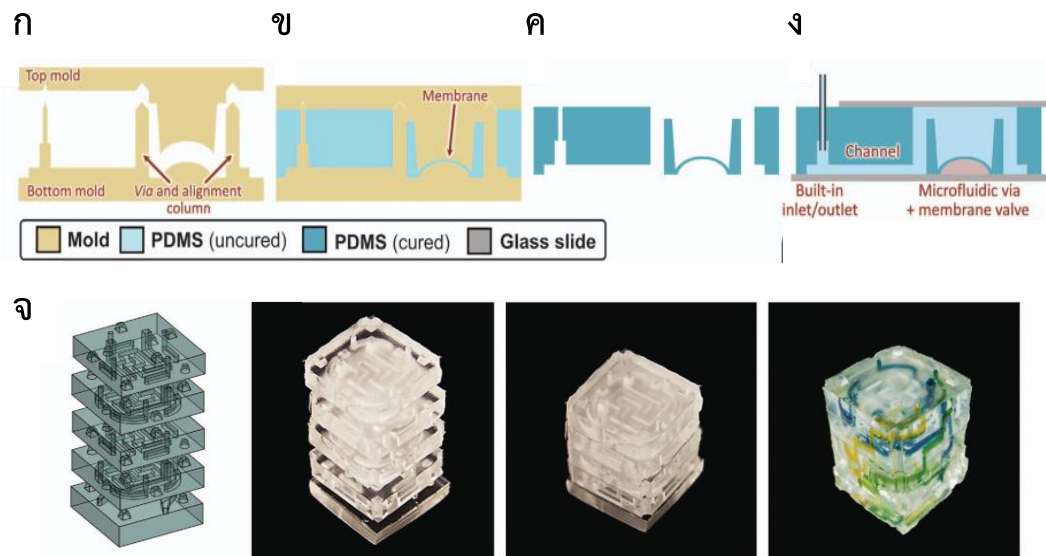 ก ข ค ง
Top mold
Bottom mold
Via and alignment
column
Membrane
Channel
Built-in
inlet/outlet
Microfluidic via
+ membrane valve
Mold PDMS (uncured) PDMS (cured) Glass slide
จ